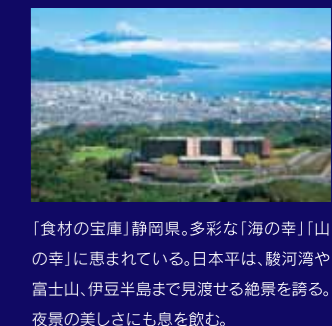 「食材の宝庫」静岡県。多彩な「海の幸」「山
の幸」に恵まれている。日本平は、駿河湾や
富士山、伊豆半島まで見渡せる絶景を誇る。
夜景の美しさにも息を飲む。